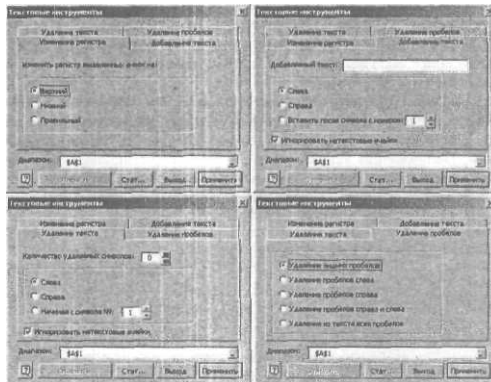 Текстовые инструменты
Удаление текста Удаление пробелов
Изменение регистра Добавление текста
Изменить регистр выделенных ячеек на:
Верхний
Нижний
Правильный
Диапазон: $A$1
Стат... Выход Применить
Текстовые инструменты
Удаление текста Удаление пробелов
Изменение регистра Добавление текста
Добавляемый текст:
Слева
Справа
Вставить после символа с номером: 1
Игнорировать нетекстовые ячейки
Диапазон: $A$1
Стат... Выход Применить
Текстовые инструменты
Изменение регистра Добавление текста
Удаление текста Удаление пробелов
Количество удаляемых символов: 0
Слева
Справа
Начиная с символа №: 1
Игнорировать нетекстовые ячейки
Диапазон: $A$1
Стат... Выход Применить
Текстовые инструменты
Изменение регистра Добавление текста
Удаление текста Удаление пробелов
Удаление лишних пробелов
Удаление пробелов слева
Удаление пробелов справа
Удаление пробелов справа и слева
Удаление из текста всех пробелов
Диапазон: $A$1
Стат... Выход Применить